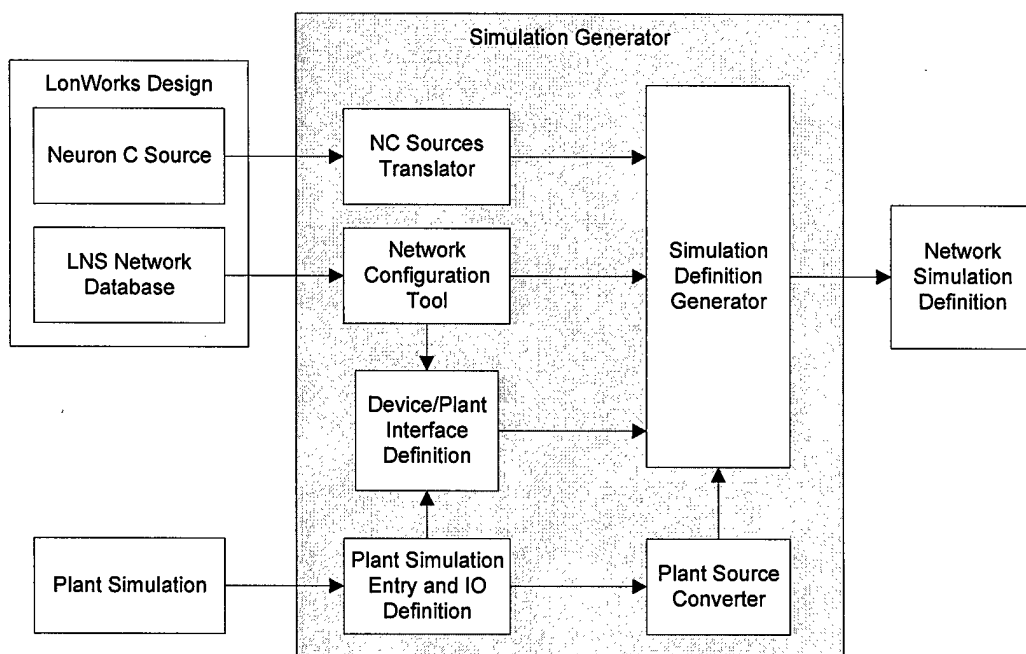 Simulation Generator
LonWorks Design
Neuron C Source
NC Sources
Translator
LNS Network
Database
Network
Configuration
Tool
Simulation
Definition
Generator
Network
Simulation
Definition
Device/Plant
Interface
Definition
Plant Simulation
Plant Simulation
Entry and IO
Definition
Plant Source
Converter